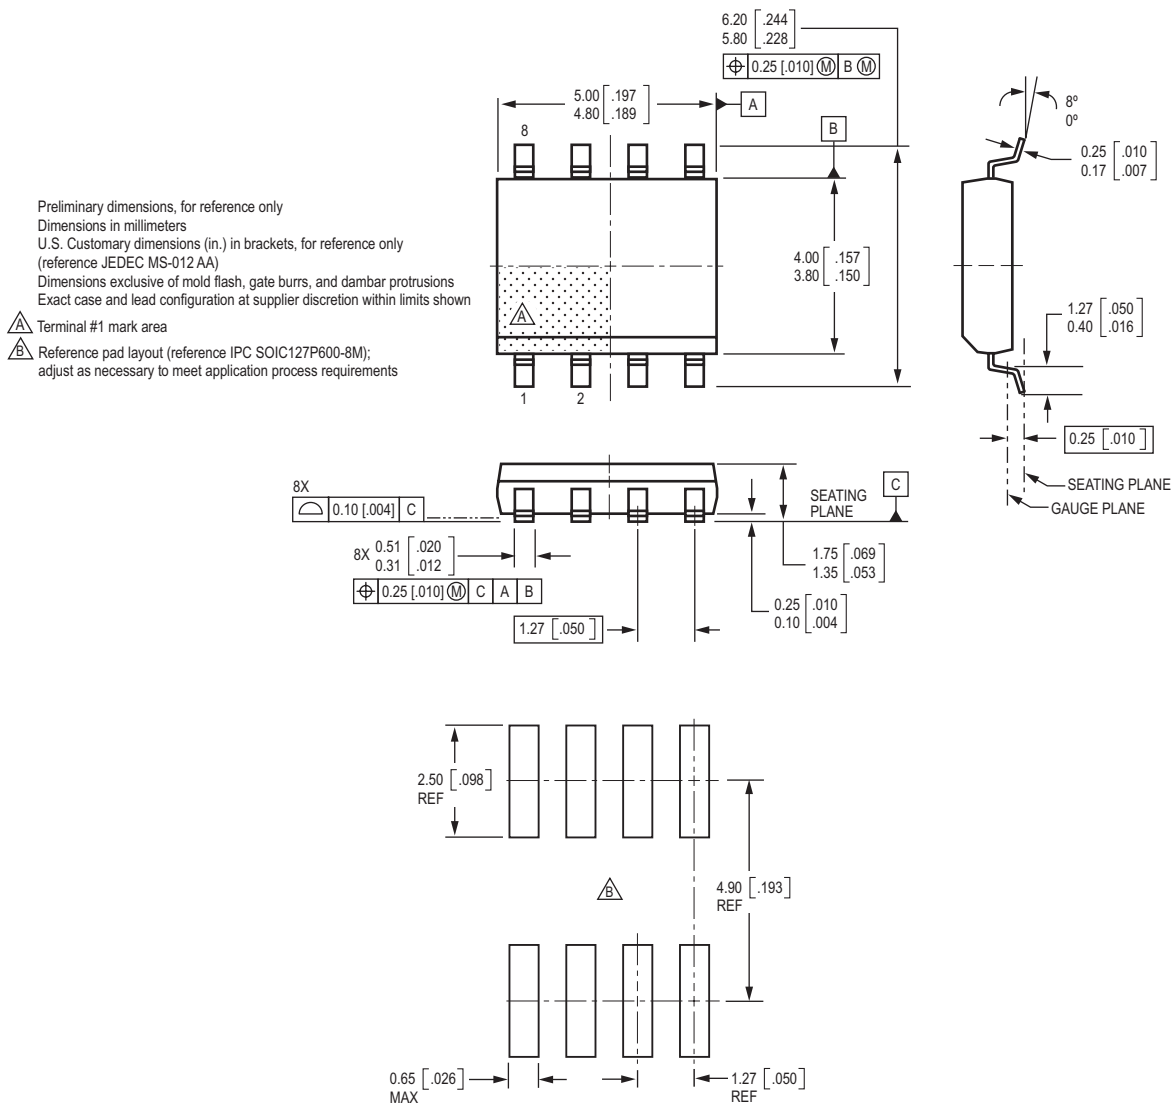 6.20 [.244
5.80 .228]
⌖ 0.25 [.010] Ⓜ B Ⓜ
5.00 [.197
4.80 .189]
A
B
8
8º
0º
0.25 [.010
0.17 .007]
Preliminary dimensions, for reference only
Dimensions in millimeters
U.S. Customary dimensions (in.) in brackets, for reference only
(reference JEDEC MS-012 AA)
Dimensions exclusive of mold flash, gate burrs, and dambar protrusions
Exact case and lead configuration at supplier discretion within limits shown
A Terminal #1 mark area
B Reference pad layout (reference IPC SOIC127P600-8M);
adjust as necessary to meet application process requirements
4.00 [.157
3.80 .150]
A
1 2
1.27 [.050
0.40 .016]
0.25 [.010]
SEATING PLANE
GAUGE PLANE
8X
⌓ 0.10 [.004] C
SEATING
PLANE
C
8X 0.51 [.020
0.31 .012]
⌖ 0.25 [.010] Ⓜ C A B
1.27 [.050]
1.75 [.069
1.35 .053]
0.25 [.010
0.10 .004]
2.50 [.098]
REF
B
4.90 [.193]
REF
0.65 [.026]
MAX
1.27 [.050]
REF